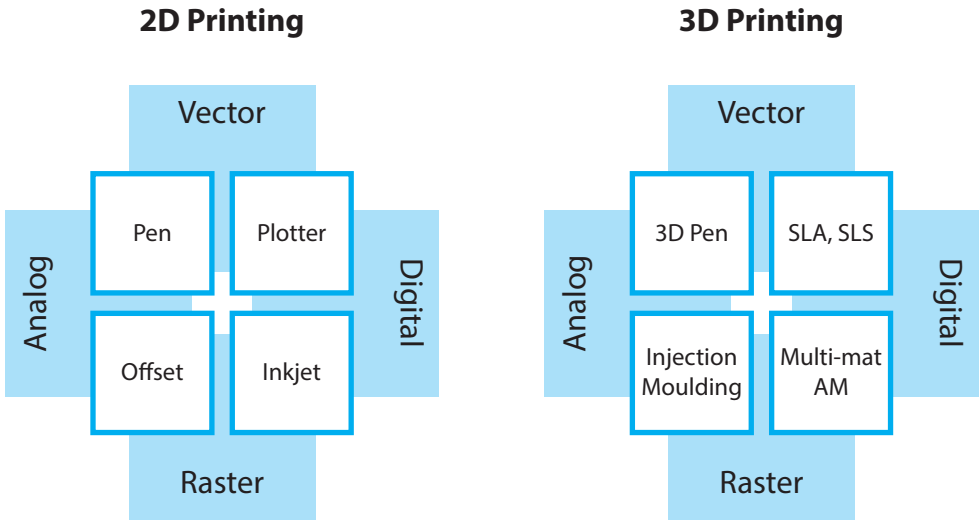 2D Printing
Vector
Pen
Plotter
Analog
Digital
Offset
Inkjet
Raster
3D Printing
Vector
3D Pen
SLA, SLS
Analog
Digital
Injection
Moulding
Multi-mat
AM
Raster